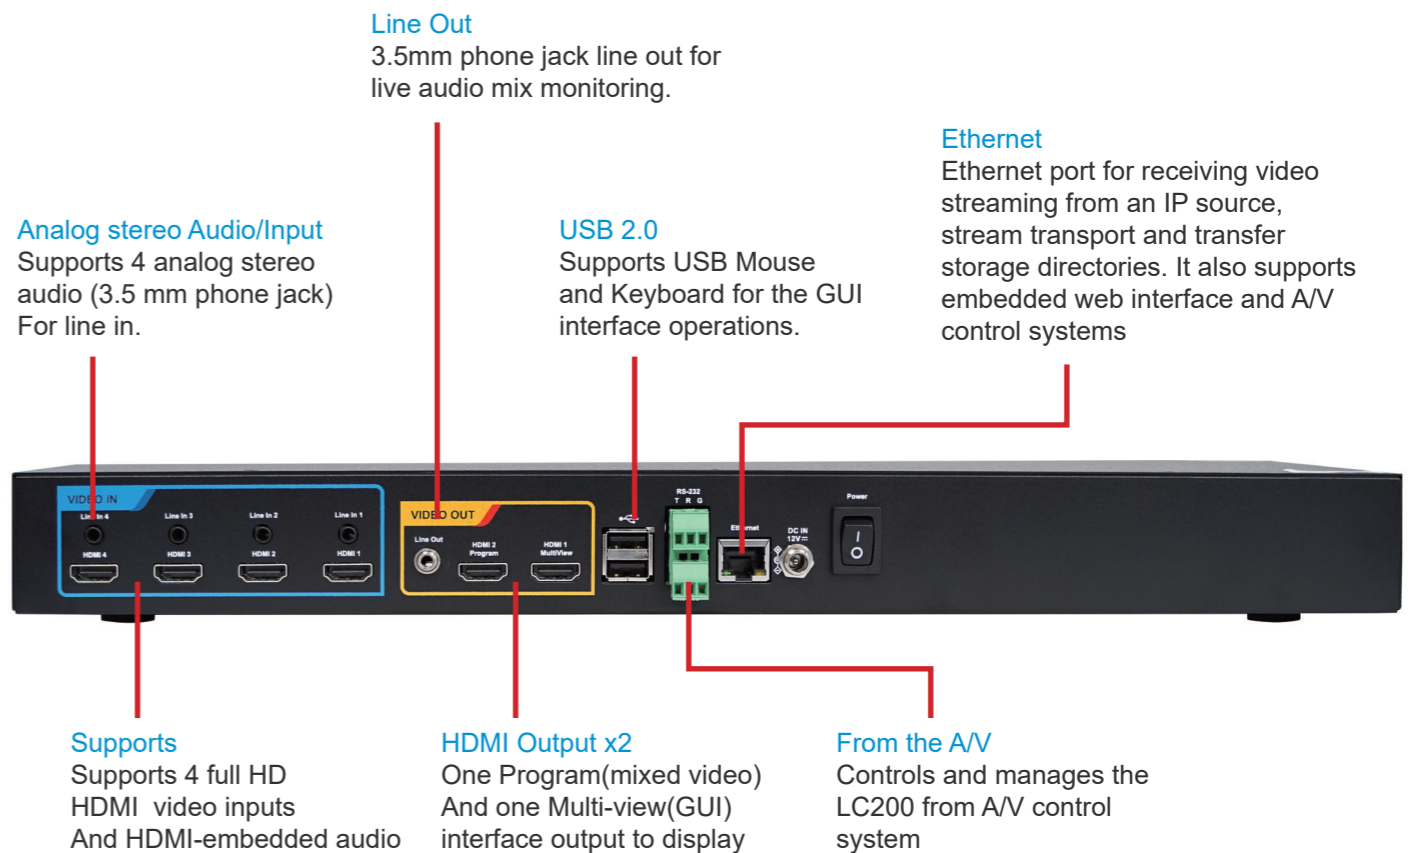 Line Out
3.5mm phone jack line out for
live audio mix monitoring.
Ethernet
Ethernet port for receiving video
streaming from an IP source,
stream transport and transfer
storage directories. It also supports
embedded web interface and A/V
control systems
Analog stereo Audio/Input
Supports 4 analog stereo
audio (3.5 mm phone jack)
For line in.
USB 2.0
Supports USB Mouse
and Keyboard for the GUI
interface operations.
VIDEO IN
Line In 4
Line In 3
Line In 2
Line In 1
HDMI 4
HDMI 3
HDMI 2
HDMI 1
VIDEO OUT
Line Out
HDMI 2
Program
HDMI 1
MultiView
RS-232
T R G
Ethernet
DC IN
12V
Power
I
O
Supports
Supports 4 full HD
HDMI video inputs
And HDMI-embedded audio
HDMI Output x2
One Program(mixed video)
And one Multi-view(GUI)
interface output to display
From the A/V
Controls and manages the
LC200 from A/V control
system